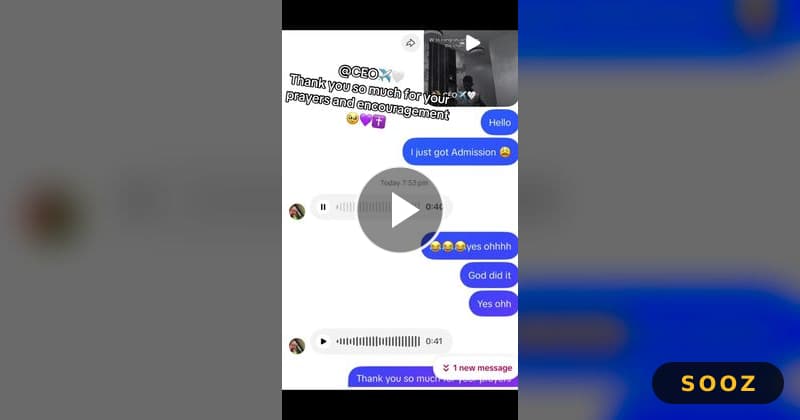 @CEO✈️🤍
Thank you so much for your
prayers and encouragement
🥹💜✝️
CEO✈️🤍
Hello
I just got Admission 😩
Today 7:53 pm
0:40
😂😂😂yes ohhhh
God did it
Yes ohh
0:41
1 new message
Thank you so much for your prayers
SOOZ